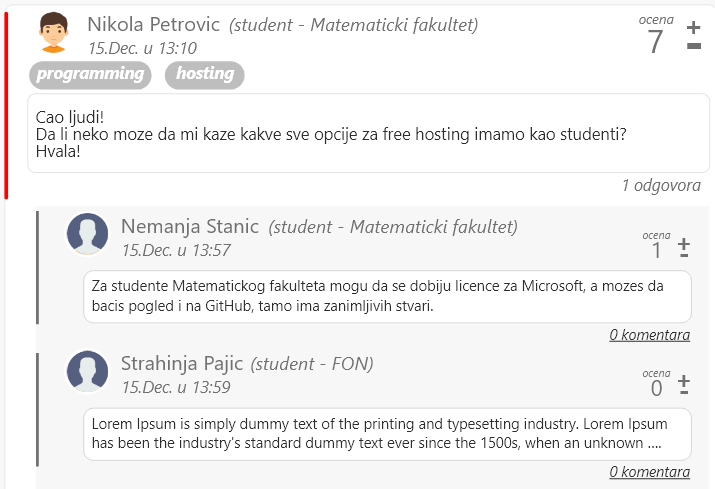 Nikola Petrovic (student - Matematicki fakultet)
15.Dec. u 13:10
ocena
7
+
-
programming hosting
Cao ljudi!
Da li neko moze da mi kaze kakve sve opcije za free hosting imamo kao studenti?
Hvala!
1 odgovora
Nemanja Stanic (student - Matematicki fakultet)
15.Dec. u 13:57
ocena
1
+
-
Za studente Matematickog fakulteta mogu da se dobiju licence za Microsoft, a mozes da
bacis pogled i na GitHub, tamo ima zanimljivih stvari.
0 komentara
Strahinja Pajic (student - FON)
15.Dec. u 13:59
ocena
0
+
-
Lorem Ipsum is simply dummy text of the printing and typesetting industry. Lorem Ipsum
has been the industry's standard dummy text ever since the 1500s, when an unknown ....
0 komentara